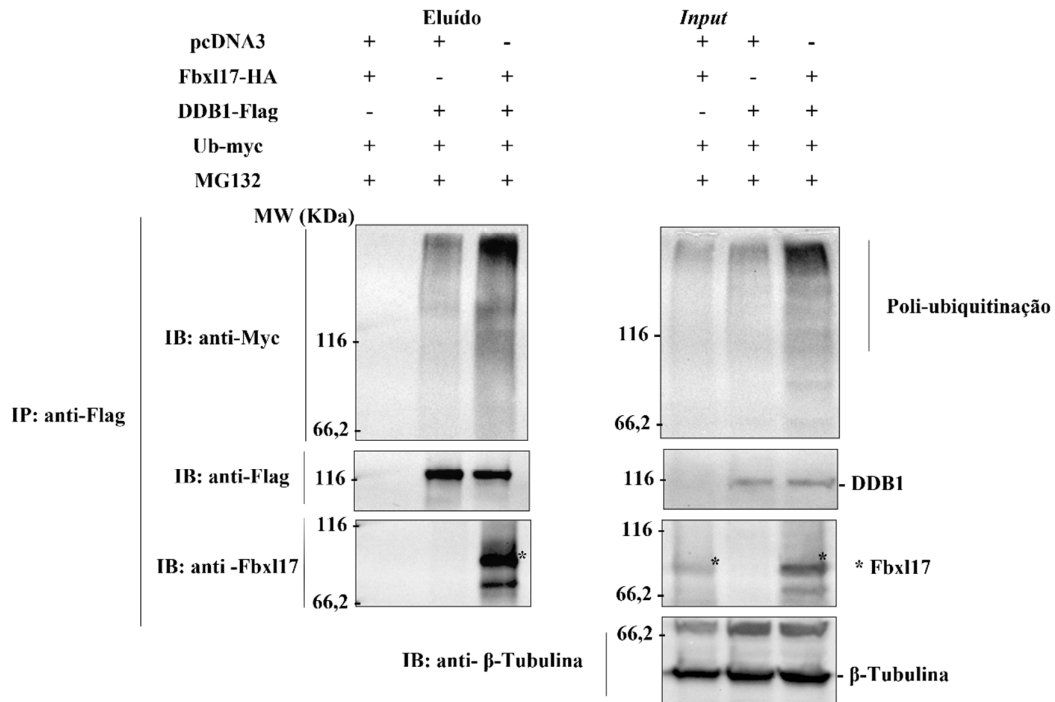 Eluído Input
pcDNA3 + + - + + -
Fbxl17-HA + - + + - +
DDB1-Flag - + + - + +
Ub-myc + + + + + +
MG132 + + + + + +
MW (KDa)
IP: anti-Flag
IB: anti-Myc 116 - 66,2 - 116 - 66,2 - Poli-ubiquitinação
IB: anti-Flag 116 - 116 - - DDB1
IB: anti -Fbxl17 116 - 66,2 - * 116 - 66,2 - * * * Fbxl17
IB: anti- β-Tubulina 66,2 - - β-Tubulina